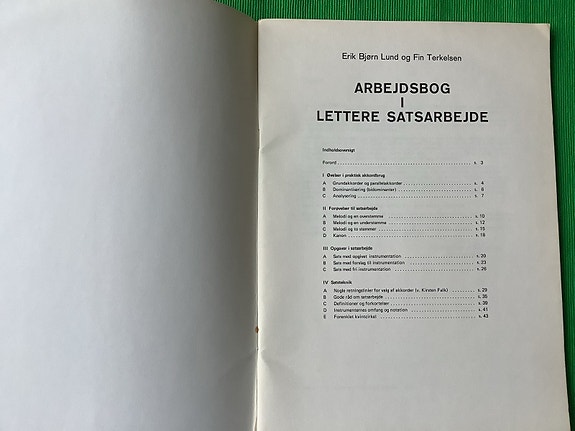 Erik Bjørn Lund og Fin Terkelsen
ARBEJDSBOG
I
LETTERE SATSARBEJDE
Indholdsoversigt
Forord s. 3
I Øvelser i praktisk akkordbrug
A Grundakkorder og parallelakkorder s. 4
B Dominantisering (bidominanter) s. 6
C Analysering s. 7
II Forøvelser til satsarbejde
A Melodi og en overstemme s. 10
B Melodi og en understemme s. 12
C Melodi og to stemmer s. 15
D Kanon s. 18
III Opgaver i satsarbejde
A Sats med opgivet instrumentation s. 20
B Sats med forslag til instrumentation s. 23
C Sats med fri instrumentation s. 26
IV Satsteknik
A Nogle retningslinier for valg af akkorder (v. Kirsten Falk) s. 29
B Gode råd om satsarbejde s. 35
C Definitioner og forkortelser s. 39
D Instrumenternes omfang og notation s. 41
E Forenklet kvintcirkel s. 43